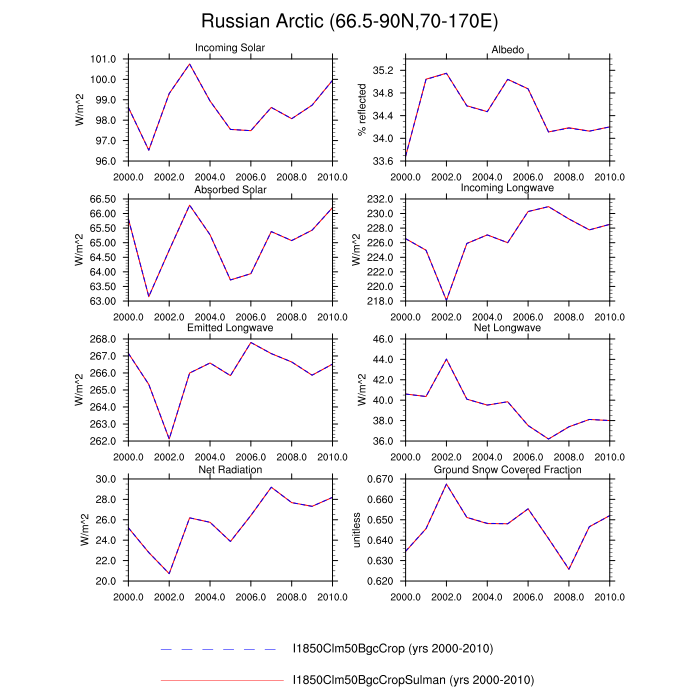 Russian Arctic (66.5-90N,70-170E)
Incoming Solar
W/m^2
101.0
100.0
99.0
98.0
97.0
96.0
2000.0 2002.0 2004.0 2006.0 2008.0 2010.0
Albedo
% reflected
35.2
34.8
34.4
34.0
33.6
2000.0 2002.0 2004.0 2006.0 2008.0 2010.0
Absorbed Solar
W/m^2
66.50
66.00
65.50
65.00
64.50
64.00
63.50
63.00
2000.0 2002.0 2004.0 2006.0 2008.0 2010.0
Incoming Longwave
W/m^2
232.0
230.0
228.0
226.0
224.0
222.0
220.0
218.0
2000.0 2002.0 2004.0 2006.0 2008.0 2010.0
Emitted Longwave
W/m^2
268.0
267.0
266.0
265.0
264.0
263.0
262.0
2000.0 2002.0 2004.0 2006.0 2008.0 2010.0
Net Longwave
W/m^2
46.0
44.0
42.0
40.0
38.0
36.0
2000.0 2002.0 2004.0 2006.0 2008.0 2010.0
Net Radiation
W/m^2
30.0
28.0
26.0
24.0
22.0
20.0
2000.0 2002.0 2004.0 2006.0 2008.0 2010.0
Ground Snow Covered Fraction
unitless
0.670
0.660
0.650
0.640
0.630
0.620
2000.0 2002.0 2004.0 2006.0 2008.0 2010.0
I1850Clm50BgcCrop (yrs 2000-2010)
I1850Clm50BgcCropSulman (yrs 2000-2010)